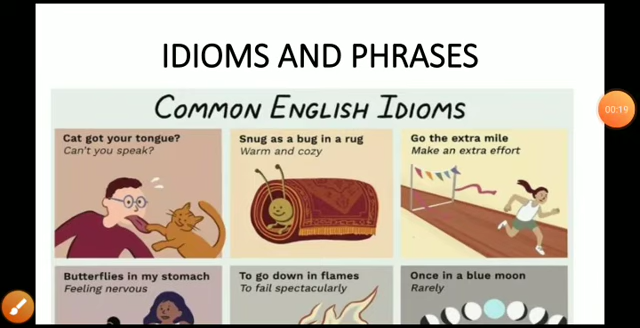 IDIOMS AND PHRASES
COMMON ENGLISH IDIOMS
00:19
Cat got your tongue?
Can't you speak?
Snug as a bug in a rug
Warm and cozy
Go the extra mile
Make an extra effort
Butterflies in my stomach
Feeling nervous
To go down in flames
To fail spectacularly
Once in a blue moon
Rarely